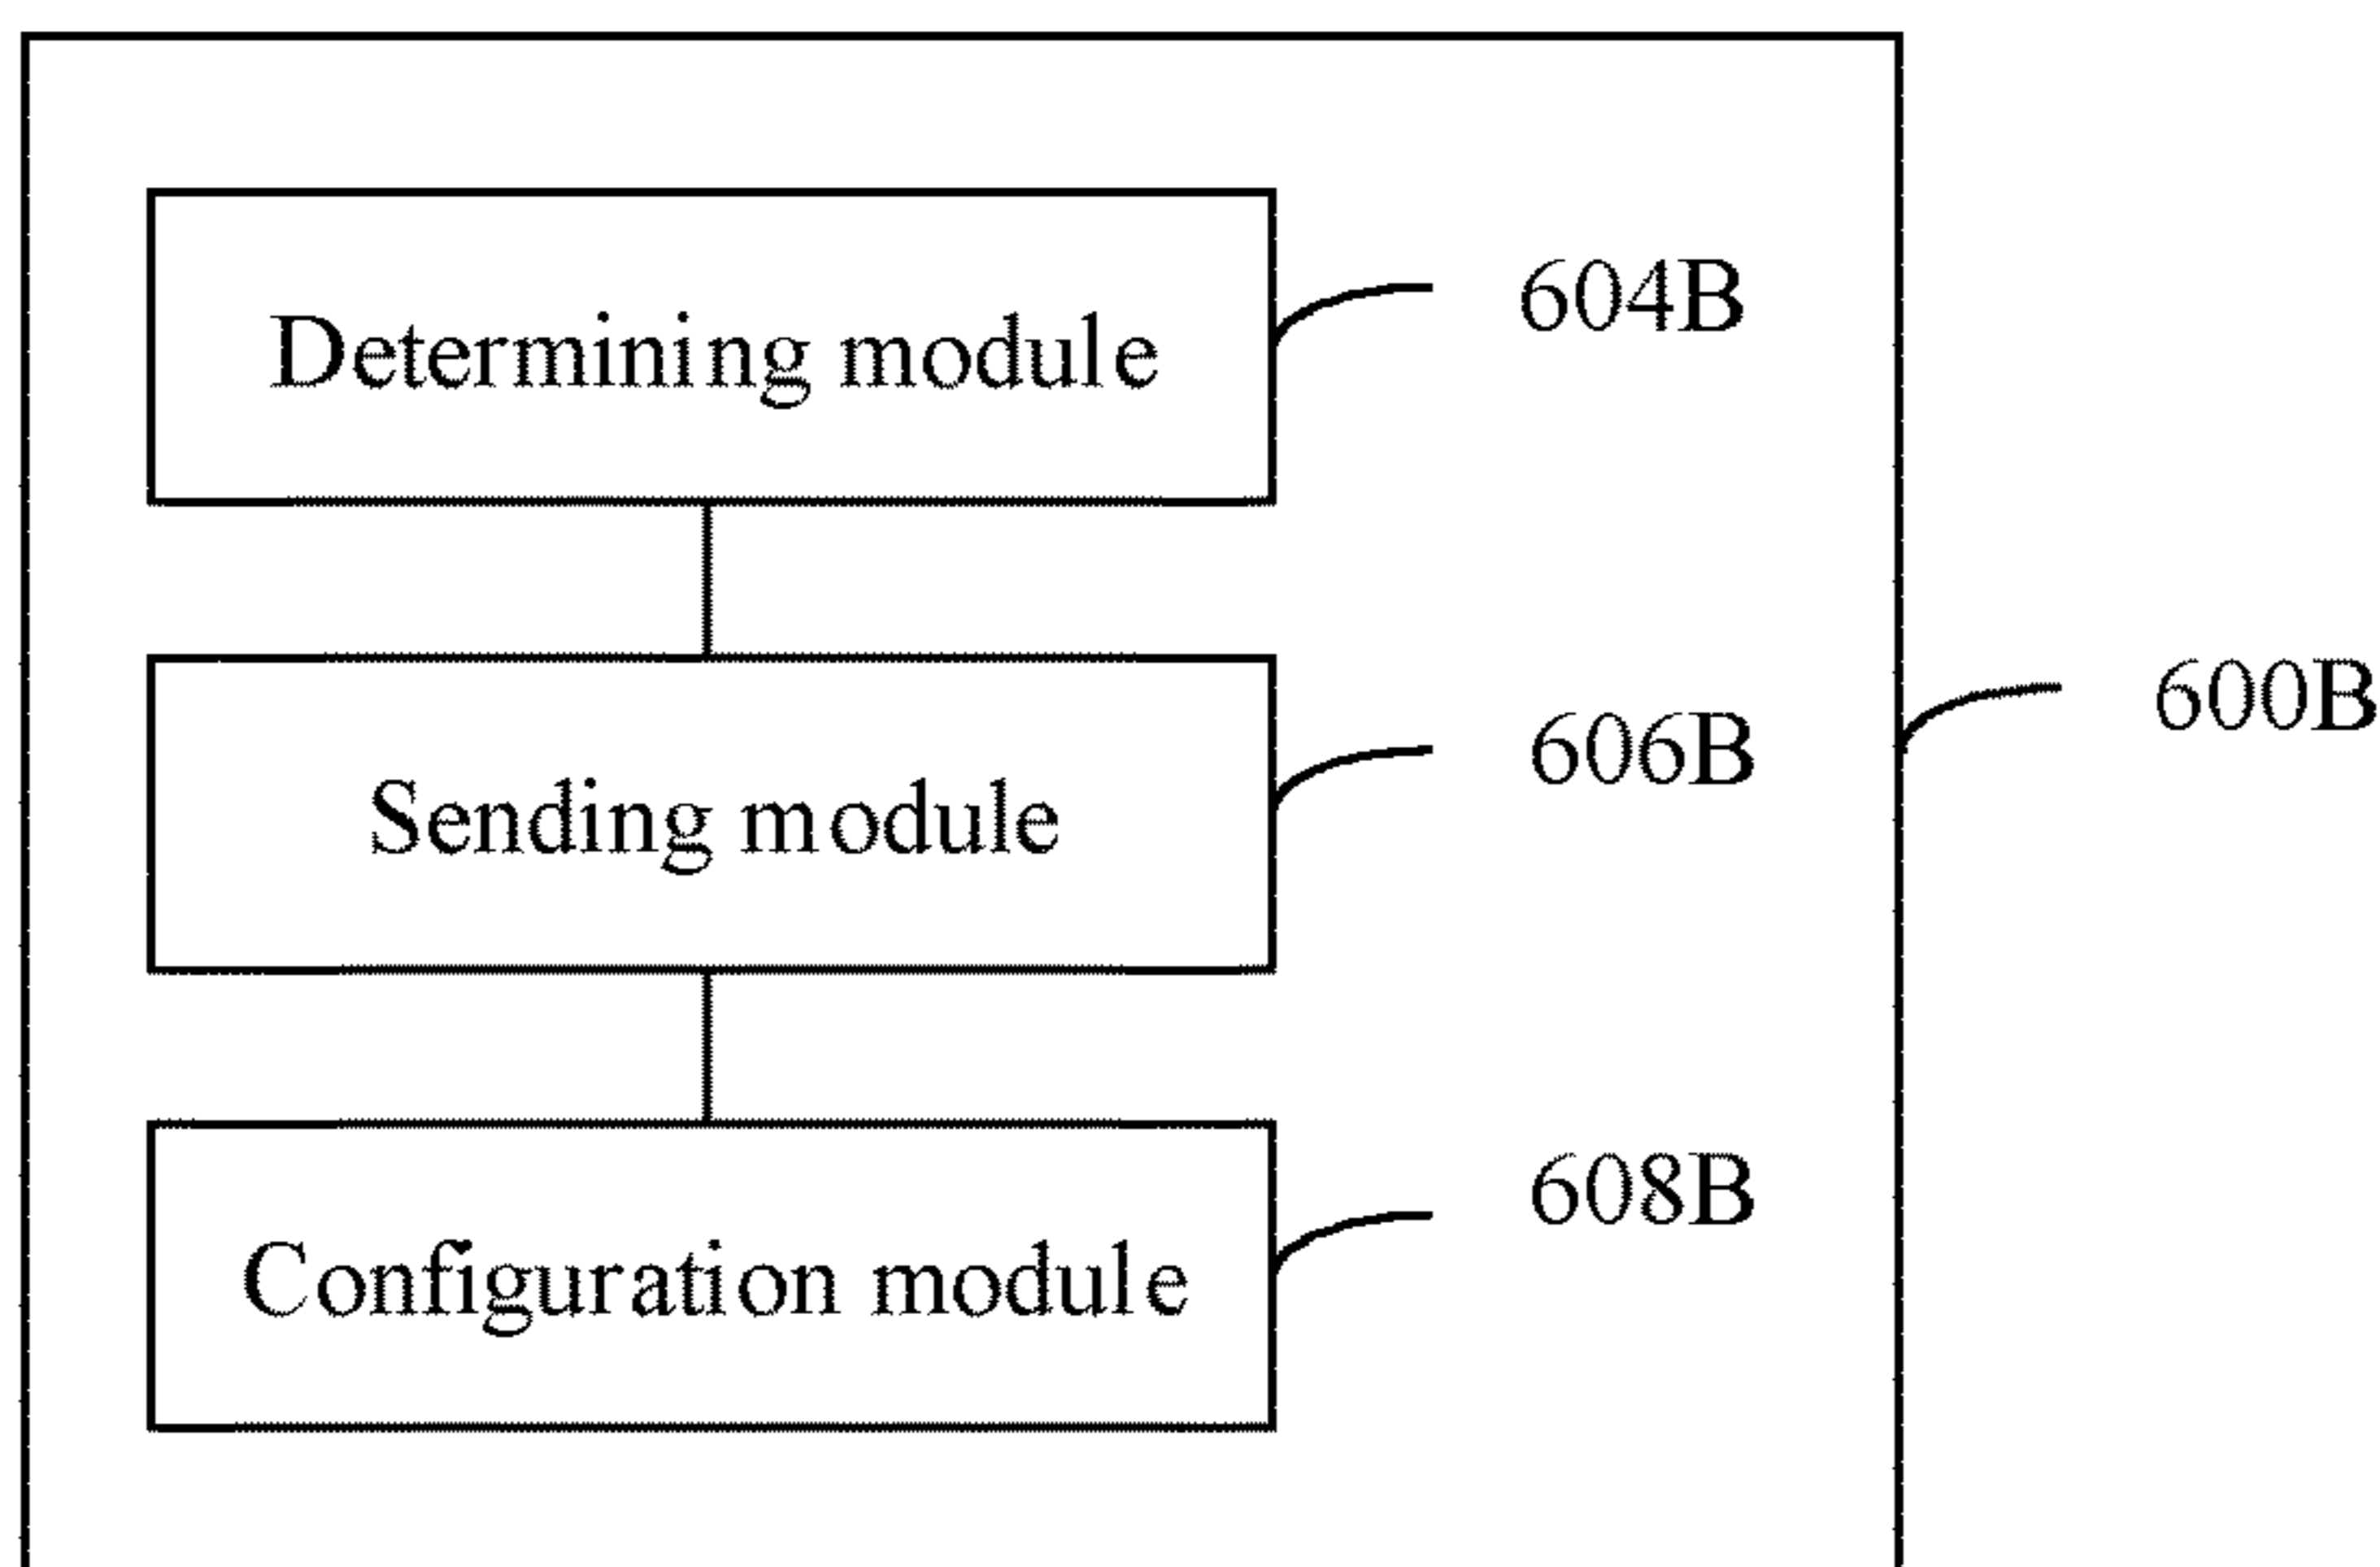 Determining module
604B
Sending module
606B
600B
Configuration module
608B